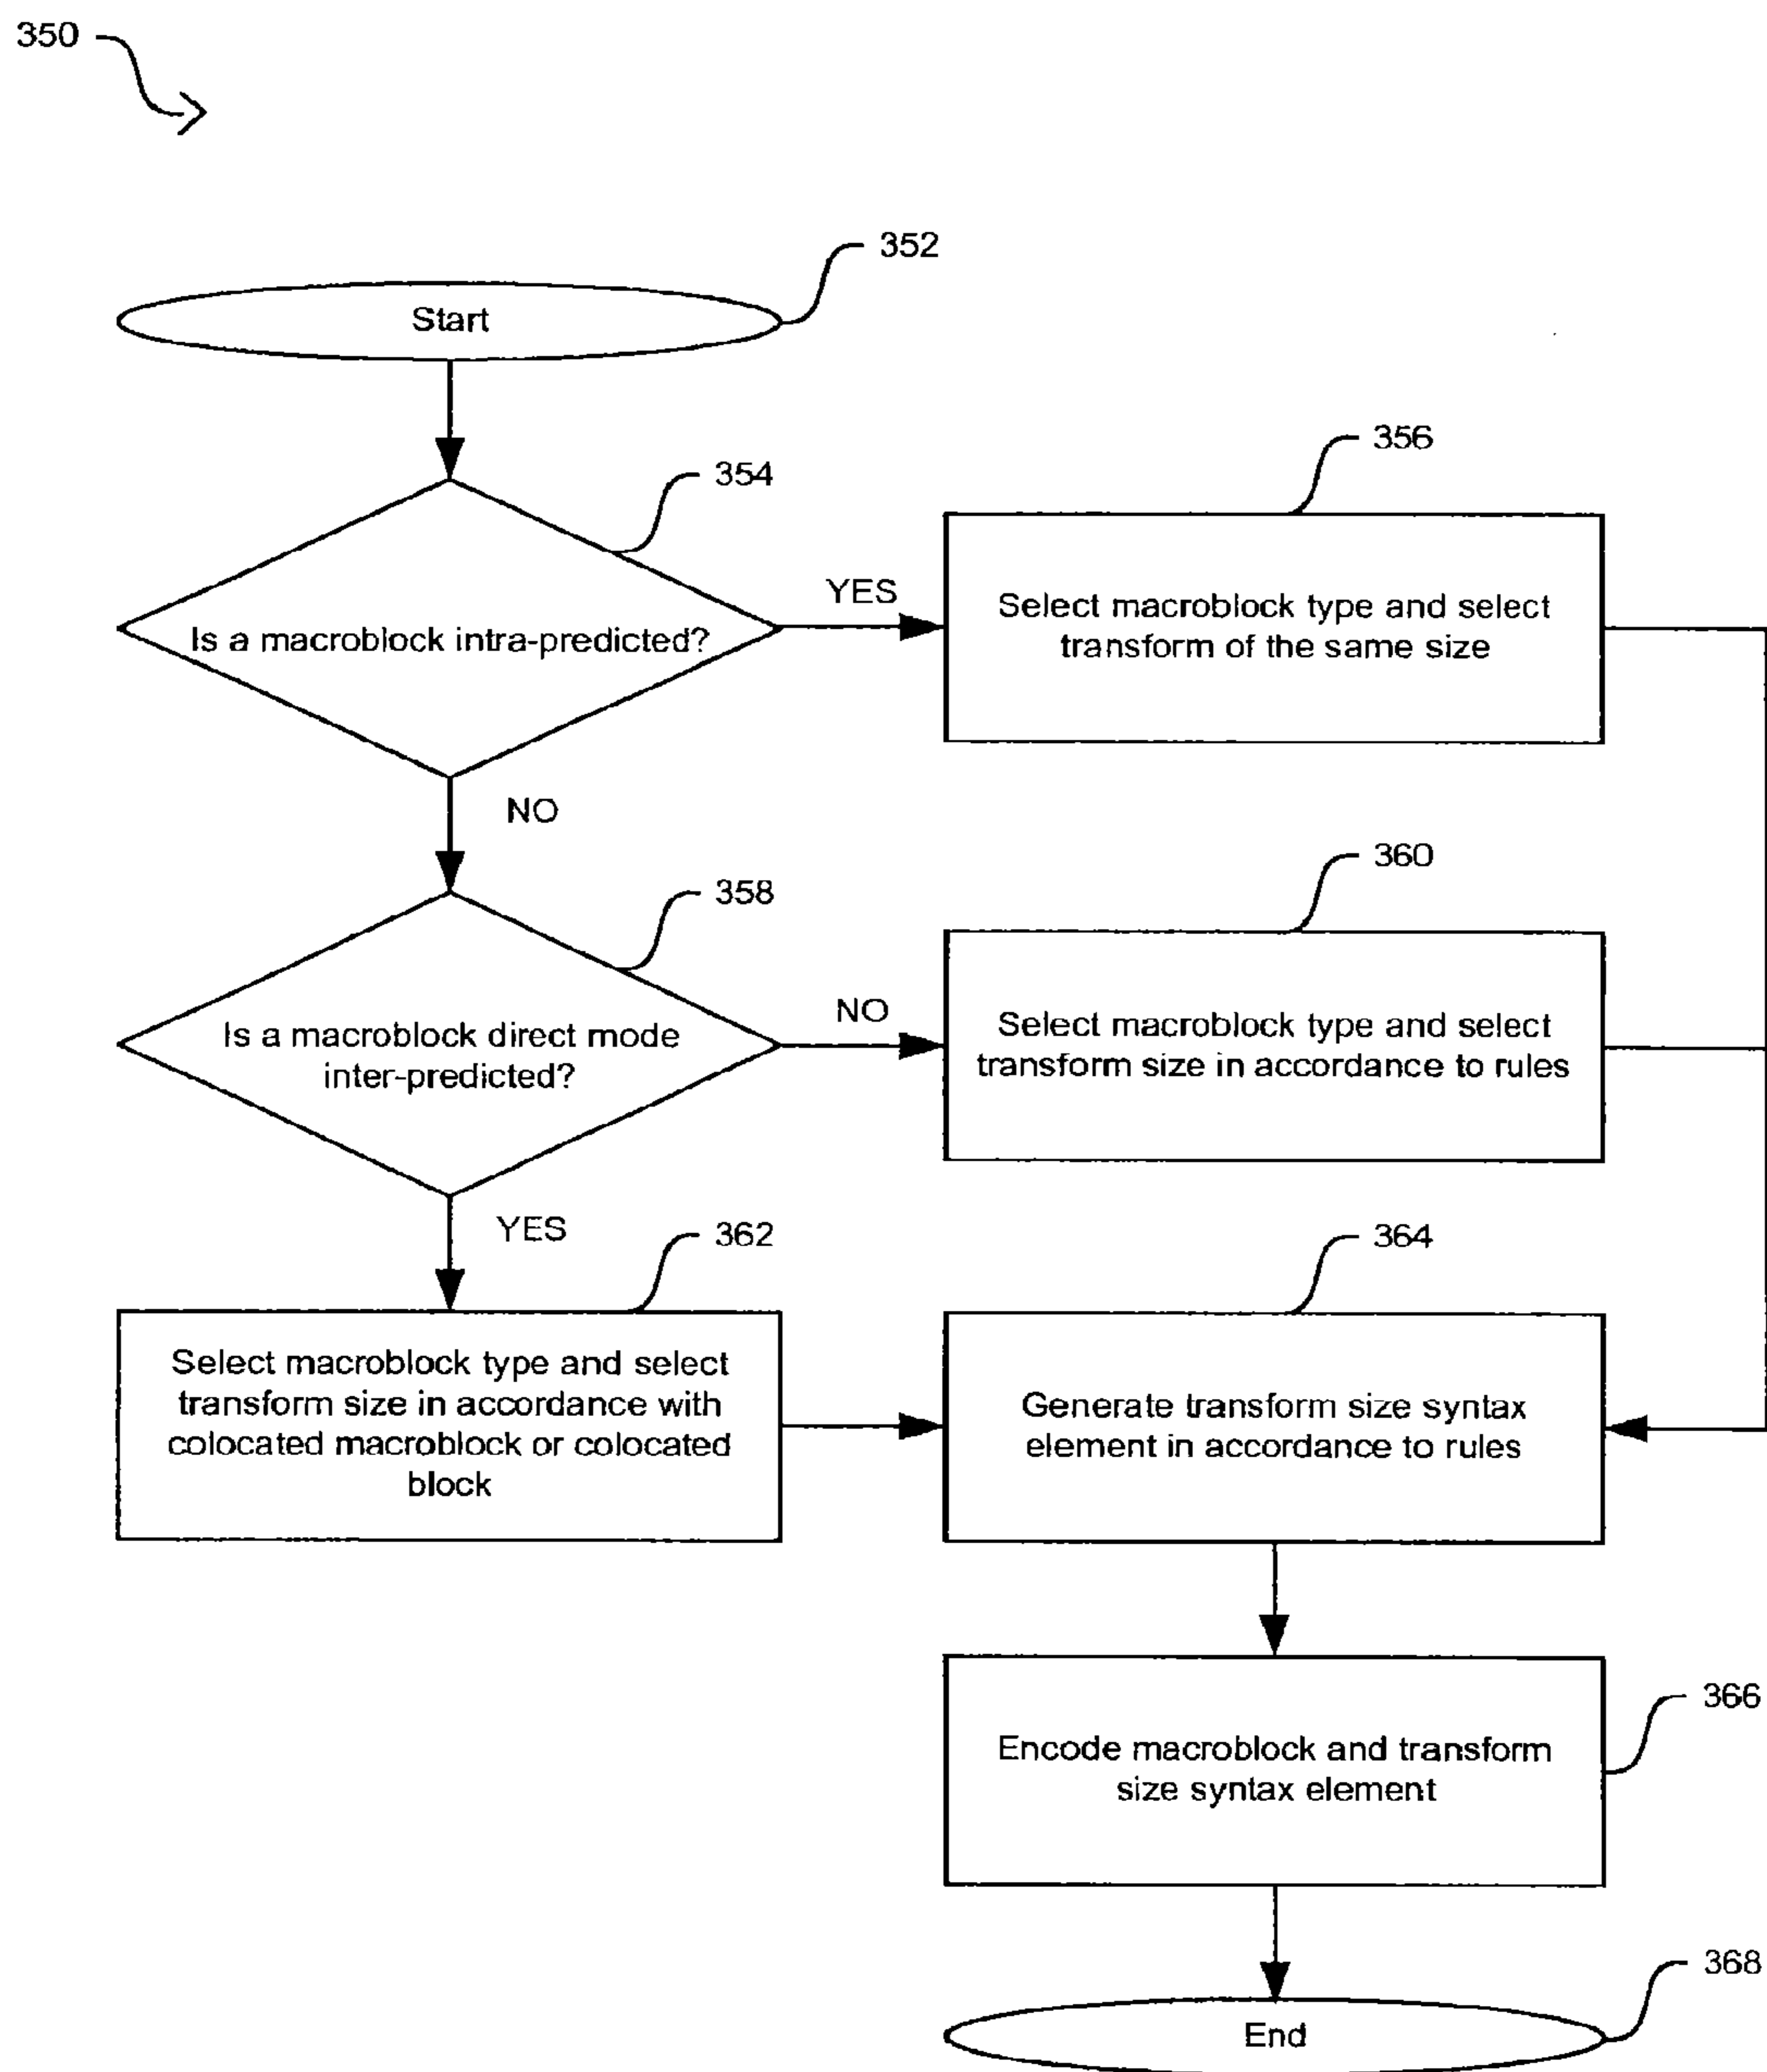 350
352
Start
354
356
Is a macroblock intra-predicted?
YES
Select macroblock type and select
transform of the same size
NO
358
360
Is a macroblock direct mode
inter-predicted?
NO
Select macroblock type and select
transform size in accordance to rules
YES
362
364
Select macroblock type and select
transform size in accordance with
colocated macroblock or colocated
block
Generate transform size syntax
element in accordance to rules
366
Encode macroblock and transform
size syntax element
368
End